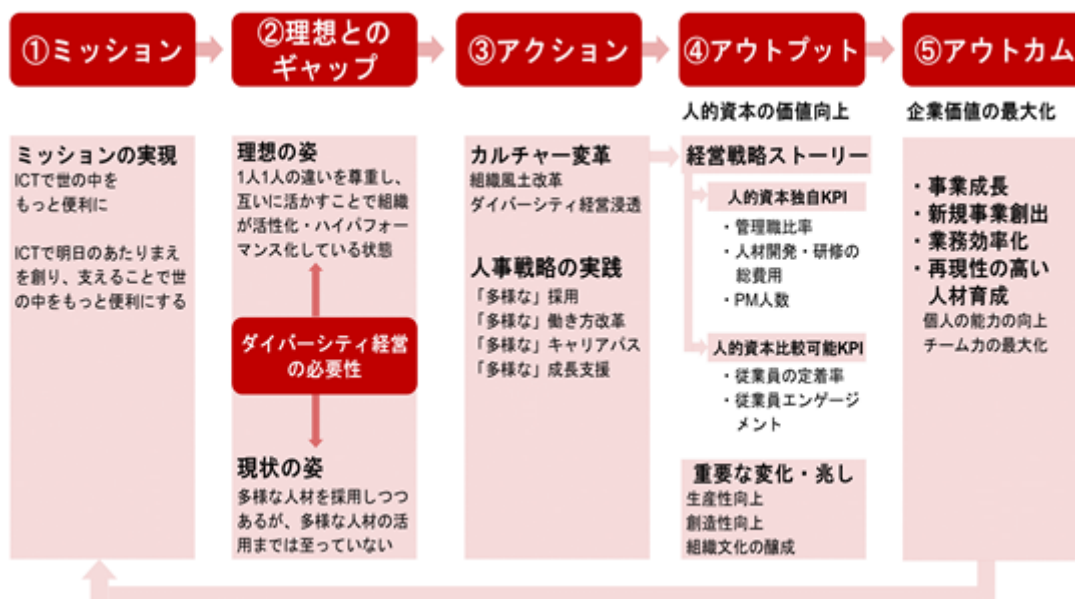 ①ミッション
②理想との
ギャップ
③アクション
④アウトプット
⑤アウトカム
ミッションの実現
ICTで世の中を
もっと便利に
ICTで明日のあたりまえ
を創り、支えることで世
の中をもっと便利にする
理想の姿
1人1人の違いを尊重し、
互いに活かすことで組織
が活性化・ハイパフォー
マンス化している状態
ダイバーシティ経営
の必要性
現状の姿
多様な人材を採用しつつ
あるが、多様な人材の活
用までは至っていない
カルチャー変革
組織風土改革
ダイバーシティ経営浸透
人事戦略の実践
「多様な」採用
「多様な」働き方改革
「多様な」キャリアパス
「多様な」成長支援
人的資本の価値向上
経営戦略ストーリー
人的資本独自KPI
・管理職比率
・人材開発・研修の
総費用
・PM人数
人的資本比較可能KPI
・従業員の定着率
・従業員エンゲージ
メント
重要な変化・兆し
生産性向上
創造性向上
組織文化の醸成
企業価値の最大化
・事業成長
・新規事業創出
・業務効率化
・再現性の高い
人材育成
個人の能力の向上
チーム力の最大化